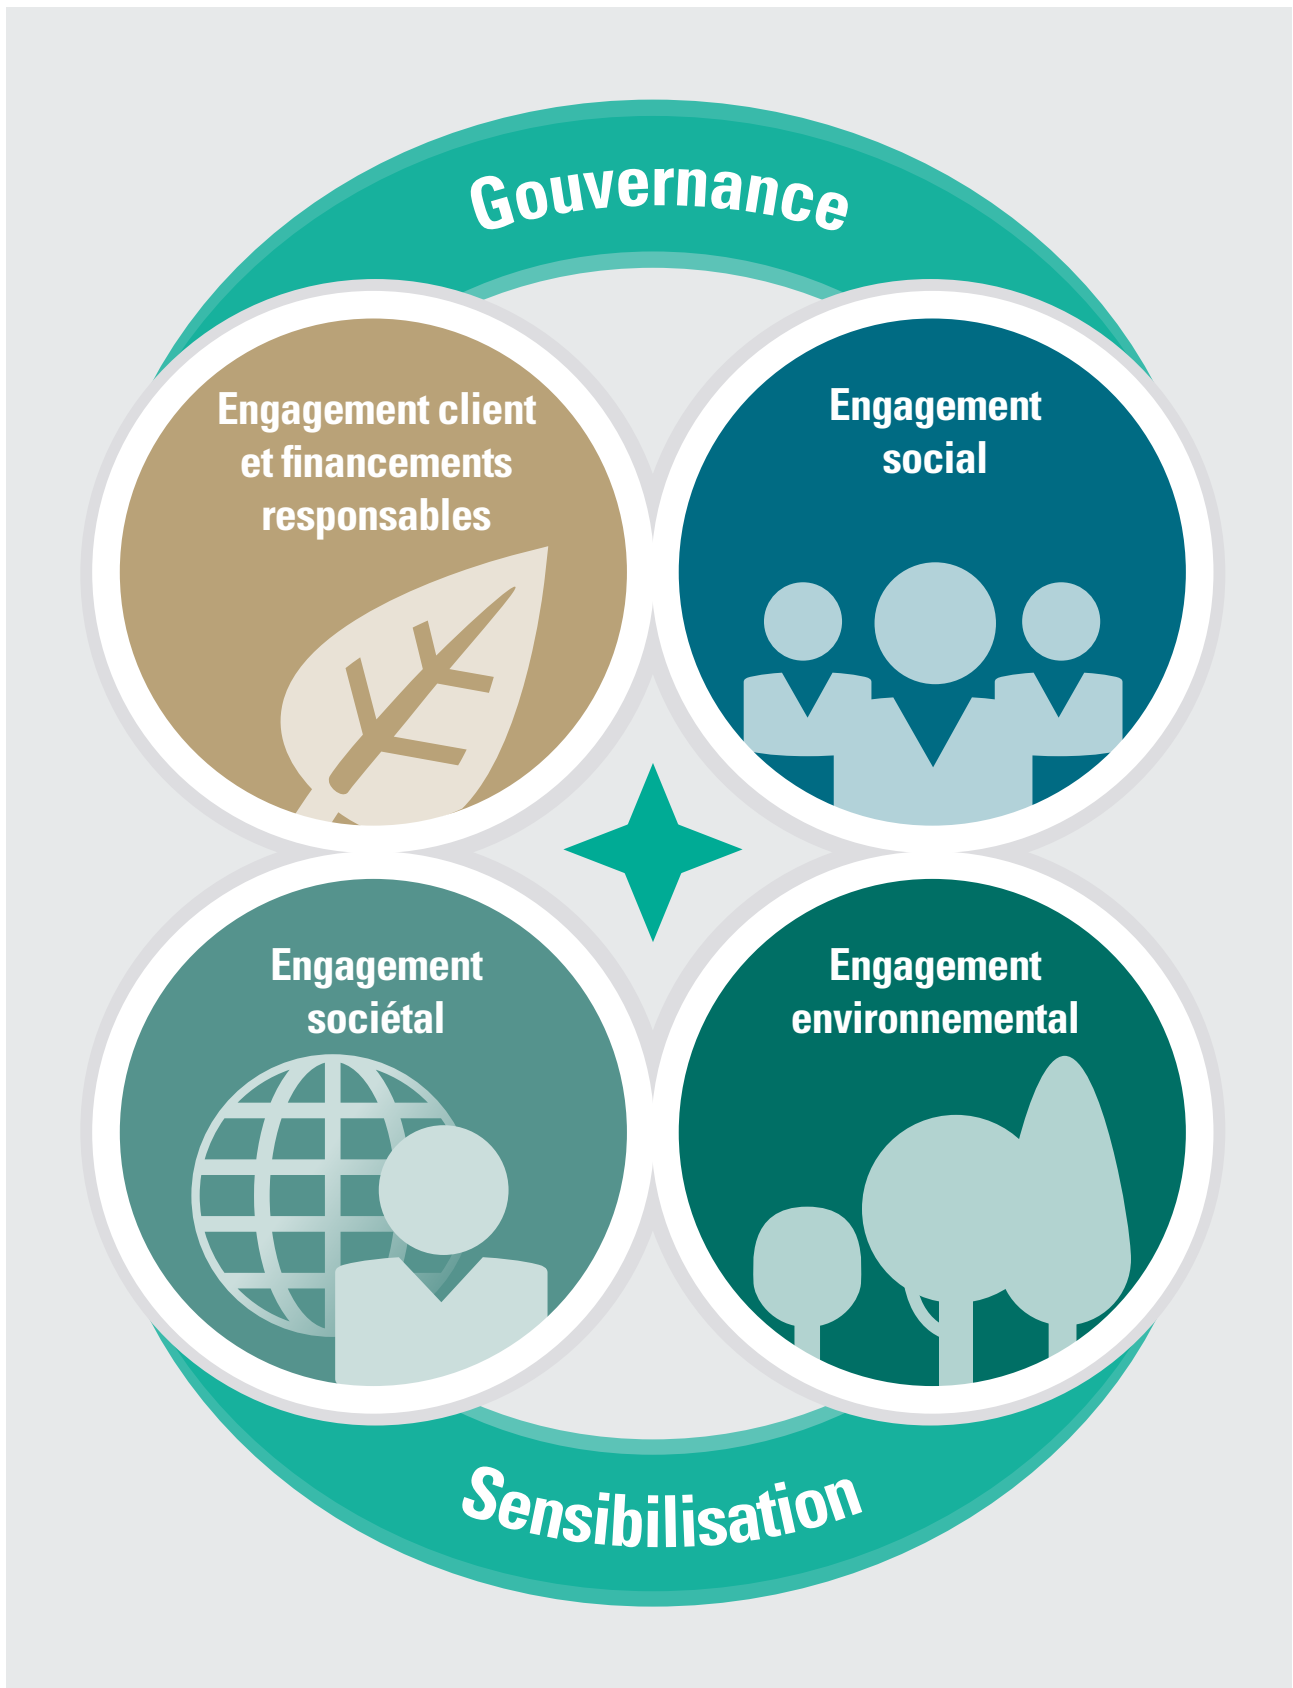 Gouvernance
Engagement client
et financements
responsables
Engagement
social
Engagement
sociétal
Engagement
environnemental
Sensibilisation